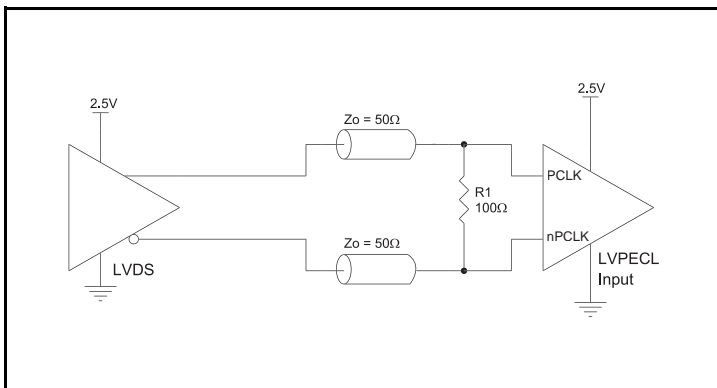 2.5V
2.5V
Zo = 50Ω
PCLK
R1
100Ω
nPCLK
Zo = 50Ω
LVDS
LVPECL
Input